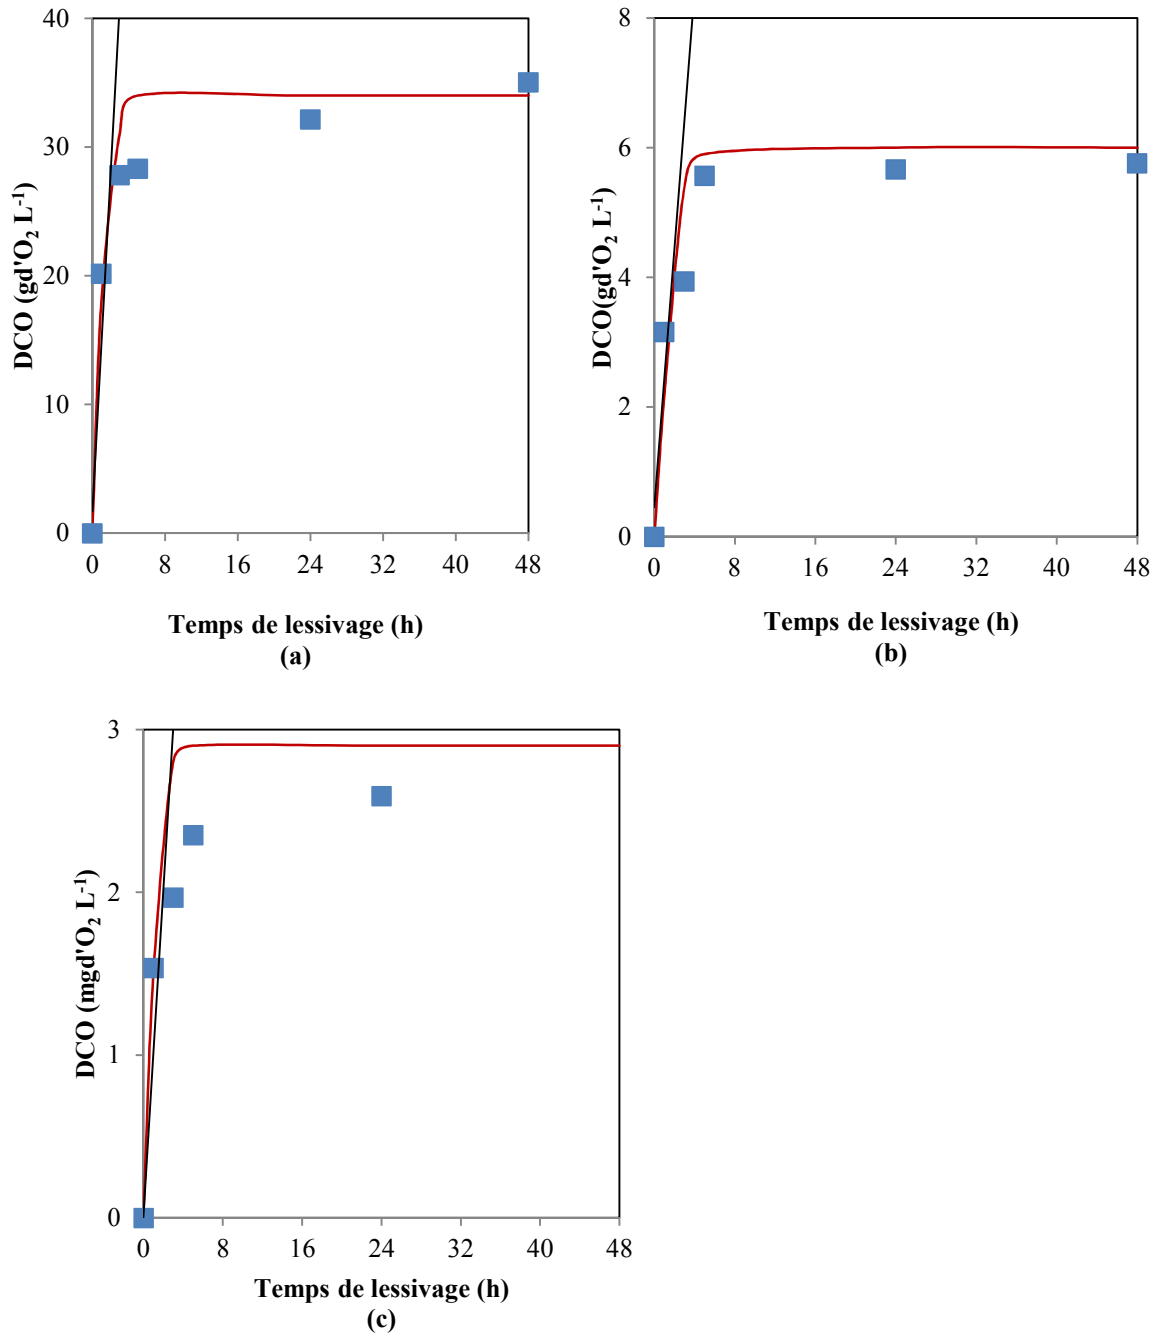 40
30
20
10
0
DCO (gd'O₂ L⁻¹)
0 8 16 24 32 40 48
Temps de lessivage (h)
(a)
8
6
4
2
0
DCO(gd'O₂ L⁻¹)
0 8 16 24 32 40 48
Temps de lessivage (h)
(b)
3
2
1
0
DCO (mgd'O₂ L⁻¹)
0 8 16 24 32 40 48
Temps de lessivage (h)
(c)